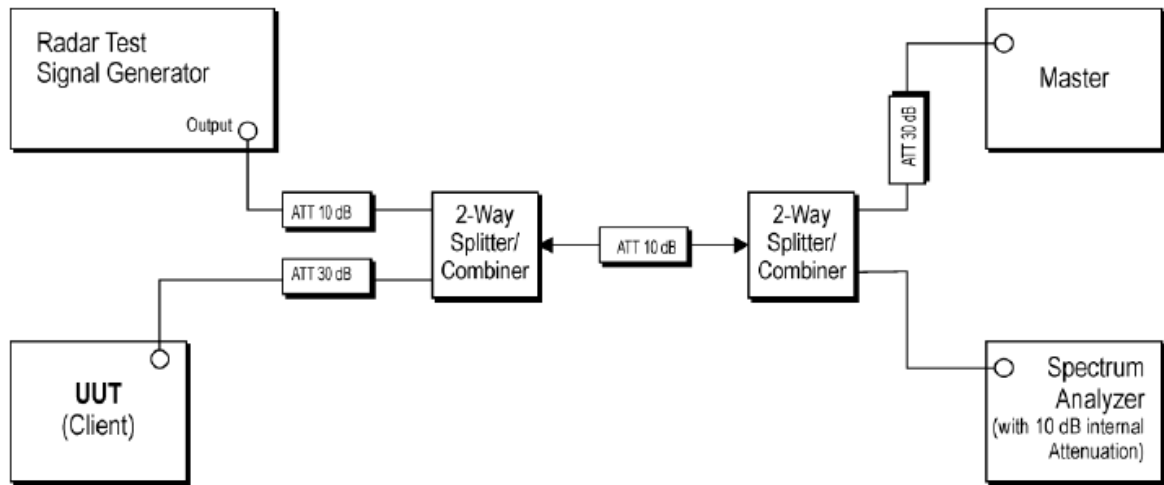 Radar Test
Signal Generator
Output
ATT 10 dB
ATT 30 dB
2-Way
Splitter/
Combiner
ATT 10 dB
2-Way
Splitter/
Combiner
ATT 30 dB
Master
UUT
(Client)
Spectrum
Analyzer
(with 10 dB internal
Attenuation)